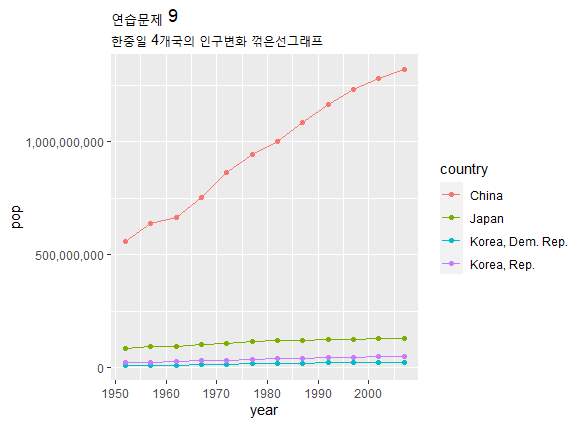 연습문제 9
한중일 4개국의 인구변화 꺾은선그래프
pop
1,000,000,000
500,000,000
0
1950 1960 1970 1980 1990 2000
year
country
China
Japan
Korea, Dem. Rep.
Korea, Rep.